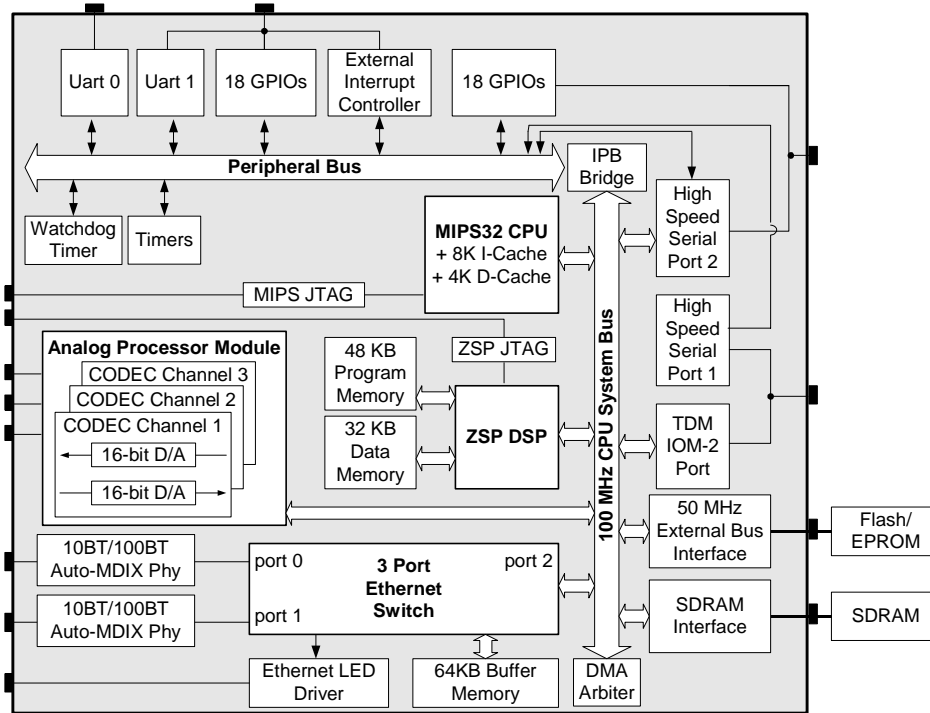 Uart 0
Uart 1
18 GPIOs
External
Interrupt
Controller
18 GPIOs
Peripheral Bus
IPB
Bridge
Watchdog
Timer
Timers
MIPS32 CPU
+ 8K I-Cache
+ 4K D-Cache
High
Speed
Serial
Port 2
MIPS JTAG
ZSP JTAG
High
Speed
Serial
Port 1
Analog Processor Module
CODEC Channel 3
CODEC Channel 2
CODEC Channel 1
16-bit D/A
16-bit D/A
48 KB
Program
Memory
32 KB
Data
Memory
ZSP DSP
100 MHz CPU System Bus
TDM
IOM-2
Port
50 MHz
External Bus
Interface
Flash/
EPROM
10BT/100BT
Auto-MDIX Phy
10BT/100BT
Auto-MDIX Phy
port 0
port 1
3 Port
Ethernet
Switch
port 2
SDRAM
Interface
SDRAM
Ethernet LED
Driver
64KB Buffer
Memory
DMA
Arbiter